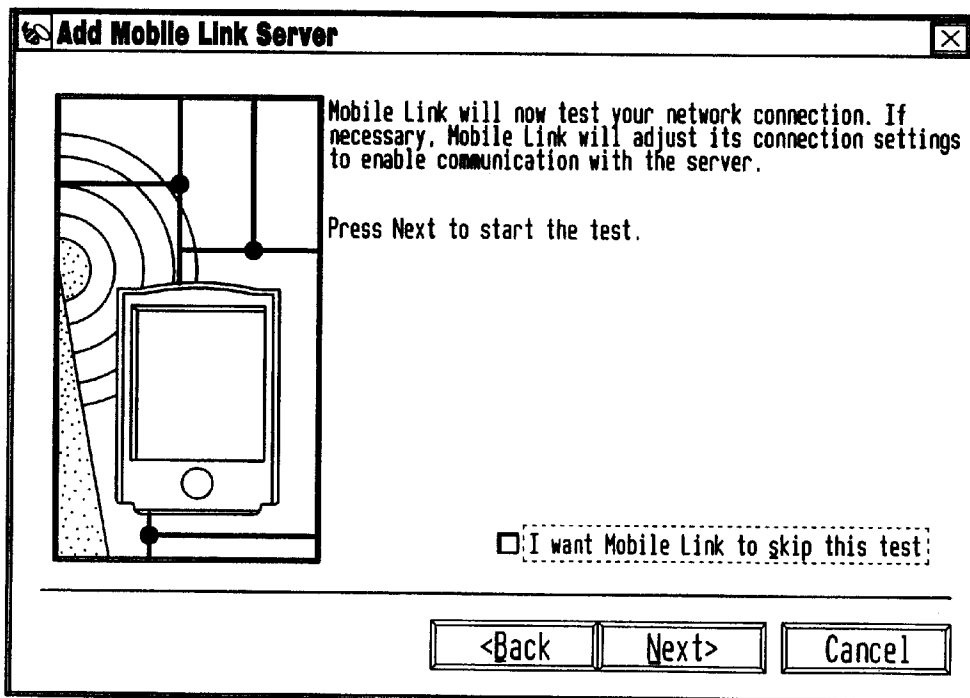 Add Mobile Link Server
Mobile Link will now test your network connection. If
necessary, Mobile Link will adjust its connection settings
to enable communication with the server.
Press Next to start the test.
I want Mobile Link to skip this test
<Back
Next>
Cancel